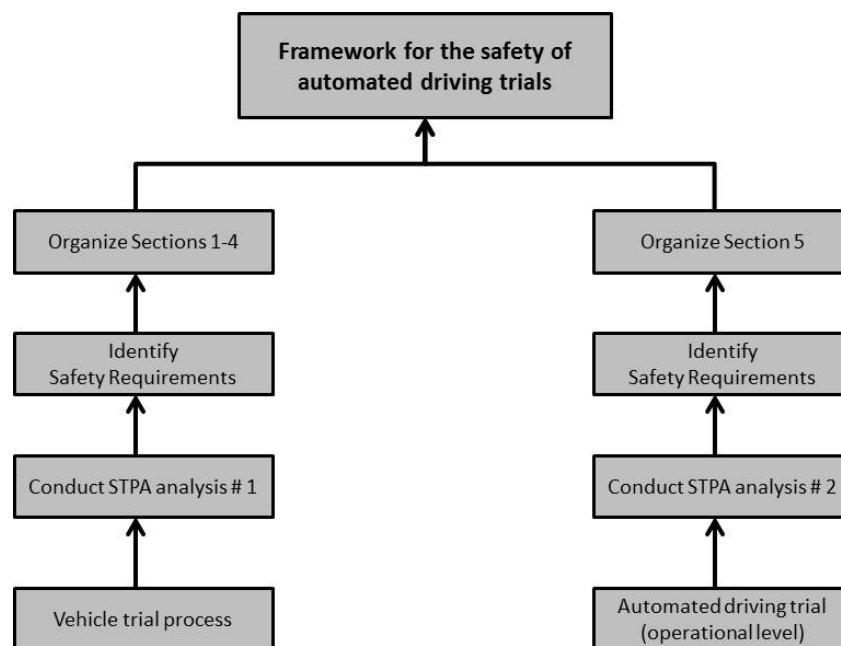 Framework for the safety of
automated driving trials
Organize Sections 1-4
Organize Section 5
Identify
Safety Requirements
Identify
Safety Requirements
Conduct STPA analysis # 1
Conduct STPA analysis # 2
Vehicle trial process
Automated driving trial
(operational level)